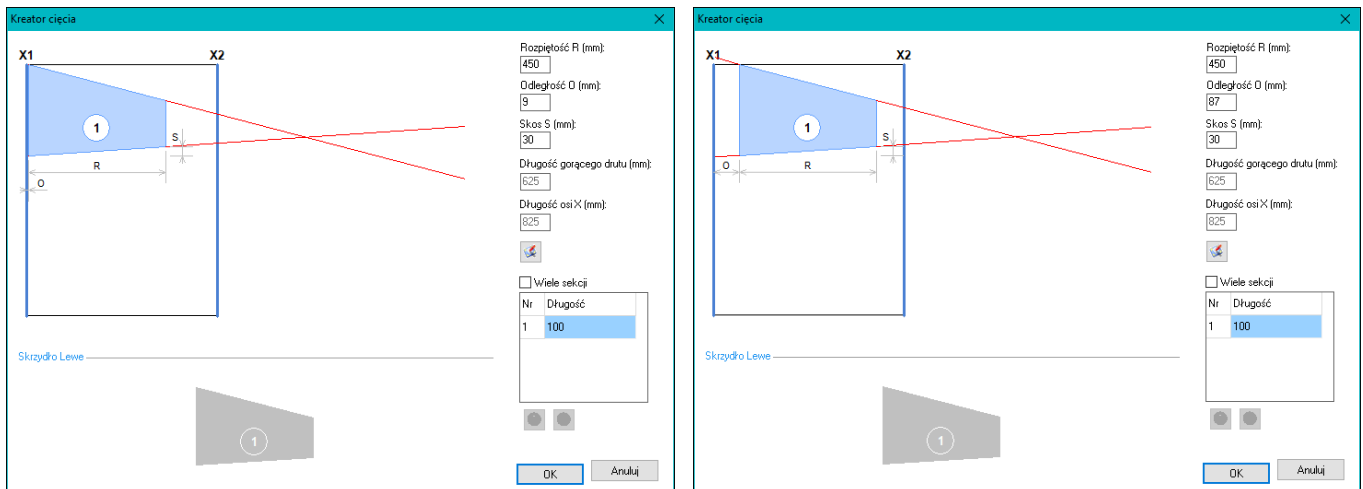 Kreator cięcia
X1
X2
1
S
R
O
Rozpiętość R (mm):
450
Odległość O (mm):
9
Skos S (mm):
30
Długość gorącego drutu (mm):
625
Długość osi X (mm):
825
Wiele sekcji
Nr Długość
1 100
Skrzydło Lewe
1
OK
Anuluj
Kreator cięcia
X1
X2
1
S
O
R
Rozpiętość R (mm):
450
Odległość O (mm):
87
Skos S (mm):
30
Długość gorącego drutu (mm):
625
Długość osi X (mm):
825
Wiele sekcji
Nr Długość
1 100
Skrzydło Lewe
1
OK
Anuluj